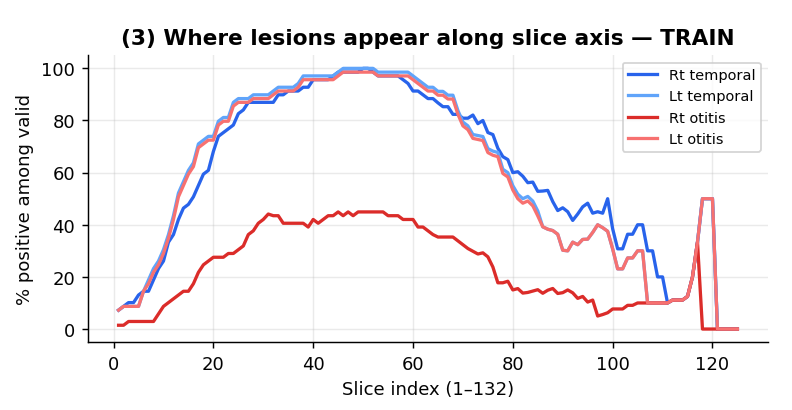 (3) Where lesions appear along slice axis — TRAIN
% positive among valid
100
80
60
40
20
0
0 20 40 60 80 100 120
Slice index (1–132)
Rt temporal
Lt temporal
Rt otitis
Lt otitis